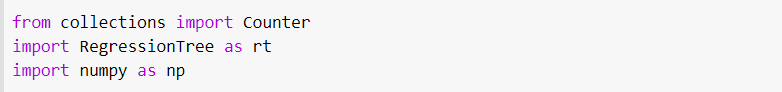 from collections import Counter
import RegressionTree as rt
import numpy as np